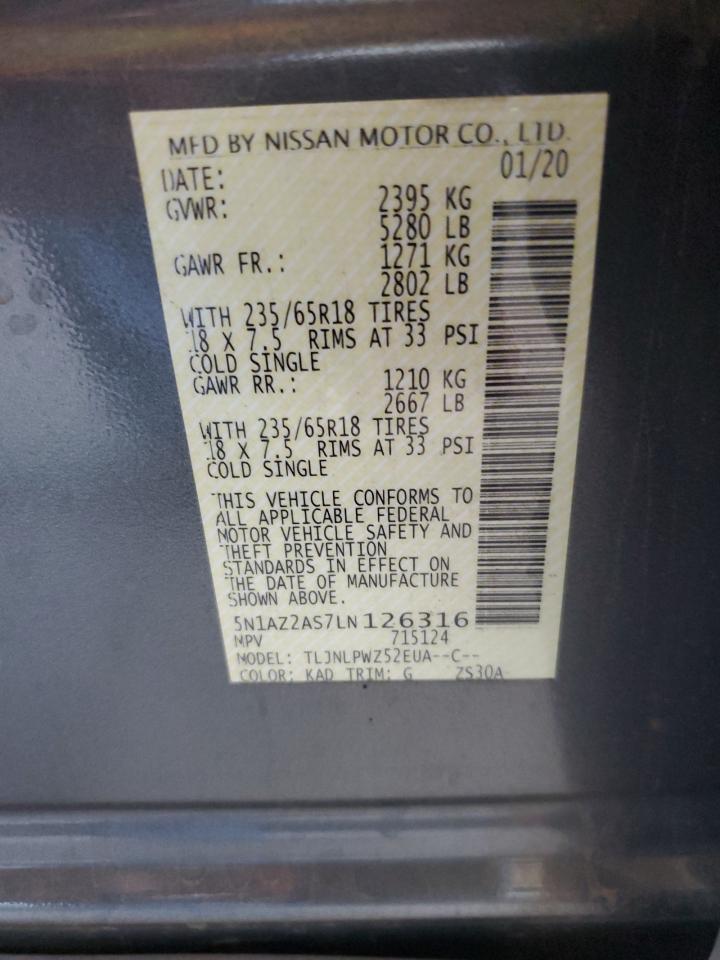 MFD BY NISSAN MOTOR CO., LTD.
DATE: 01/20
GVWR: 2395 KG
5280 LB
GAWR FR.: 1271 KG
2802 LB
WITH 235/65R18 TIRES
18 X 7.5 RIMS AT 33 PSI
COLD SINGLE
GAWR RR.: 1210 KG
2667 LB
WITH 235/65R18 TIRES
18 X 7.5 RIMS AT 33 PSI
COLD SINGLE
THIS VEHICLE CONFORMS TO
ALL APPLICABLE FEDERAL
MOTOR VEHICLE SAFETY AND
THEFT PREVENTION
STANDARDS IN EFFECT ON
THE DATE OF MANUFACTURE
SHOWN ABOVE.
5N1AZ2AS7LN126316
MPV 715124
MODEL: TLJNLPWZ52EUA--C--
COLOR: KAD TRIM: G ZS30A